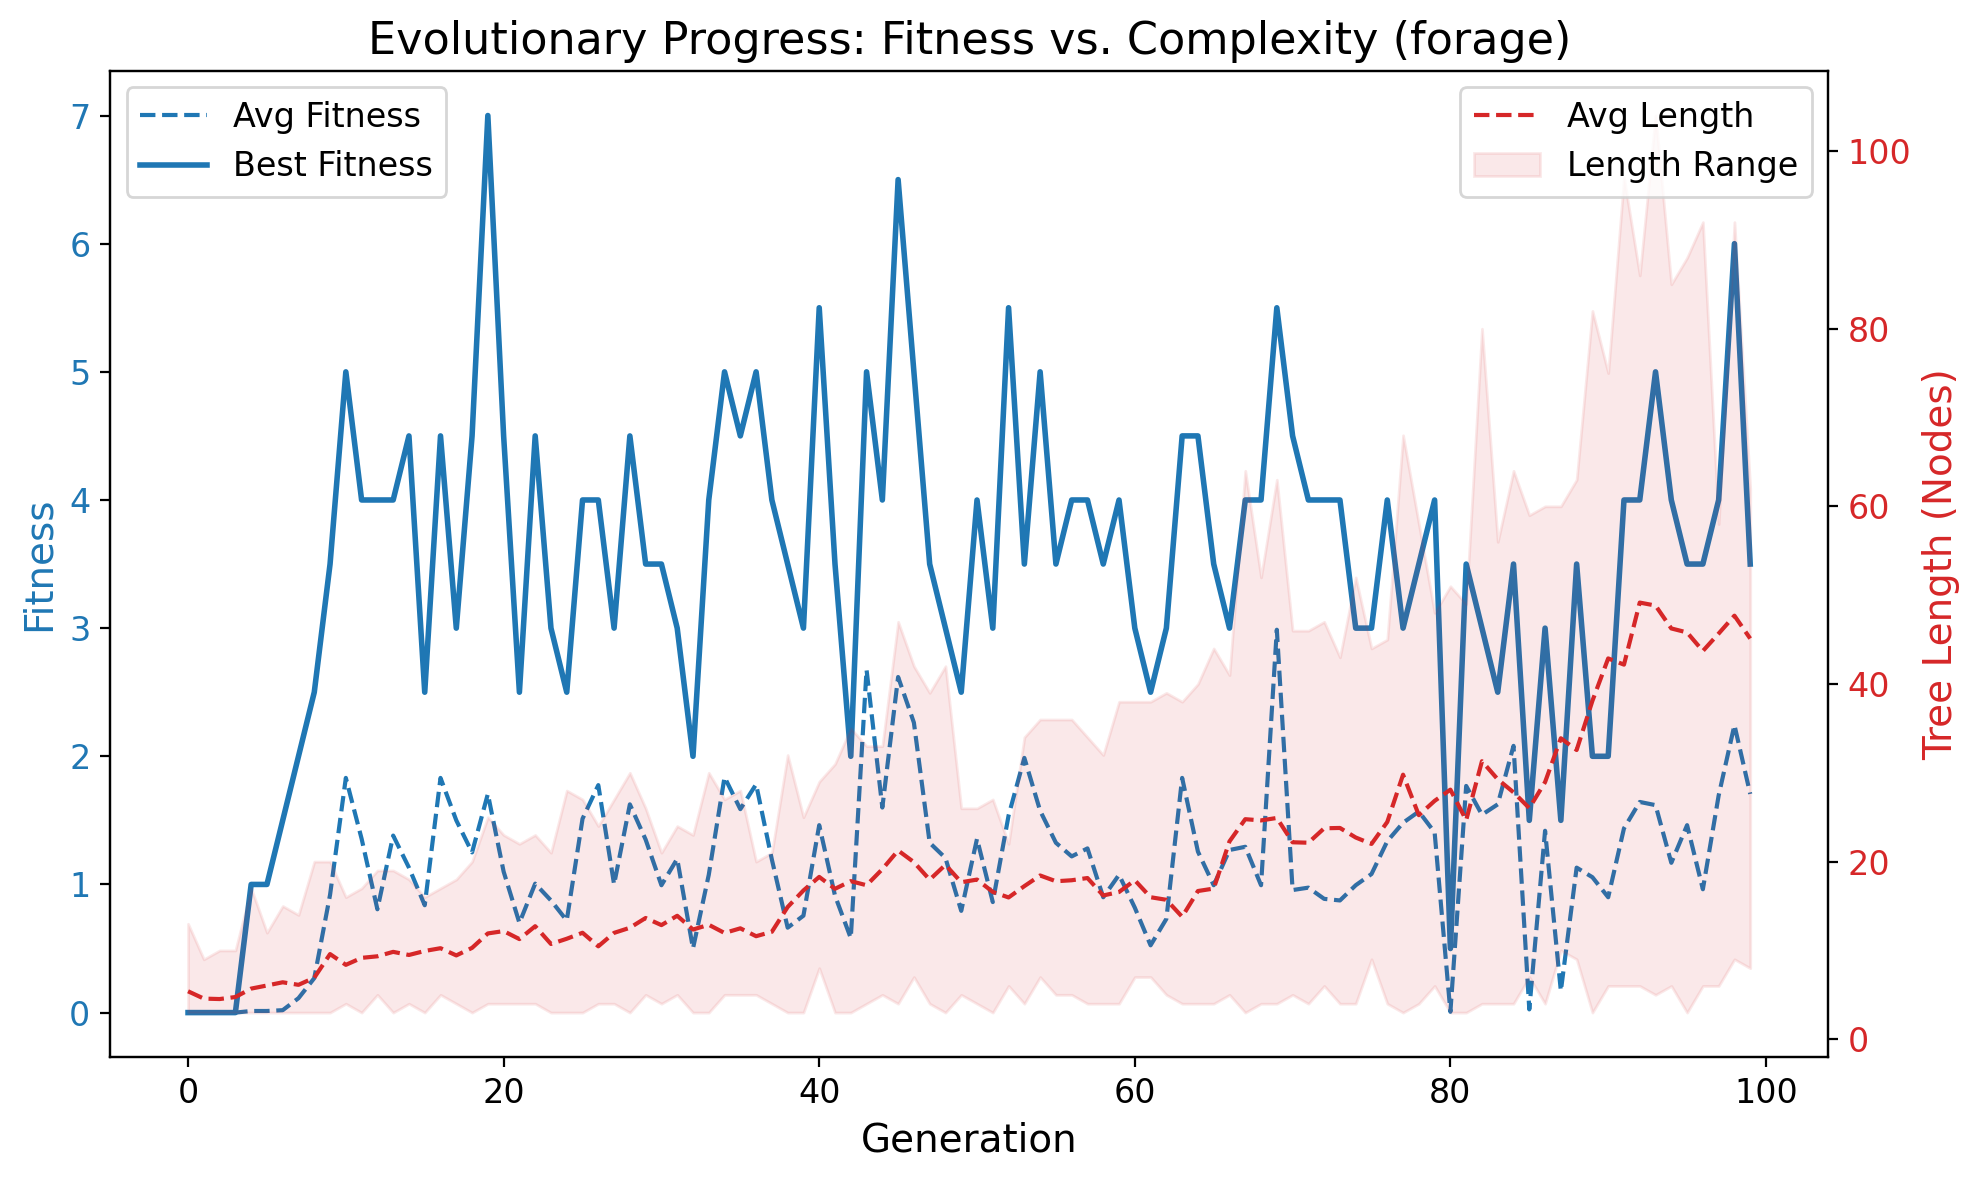 Evolutionary Progress: Fitness vs. Complexity (forage)
Avg Fitness
Best Fitness
Avg Length
Length Range
7
6
5
4
3
2
1
0
Fitness
100
80
60
40
20
0
Tree Length (Nodes)
0 20 40 60 80 100
Generation